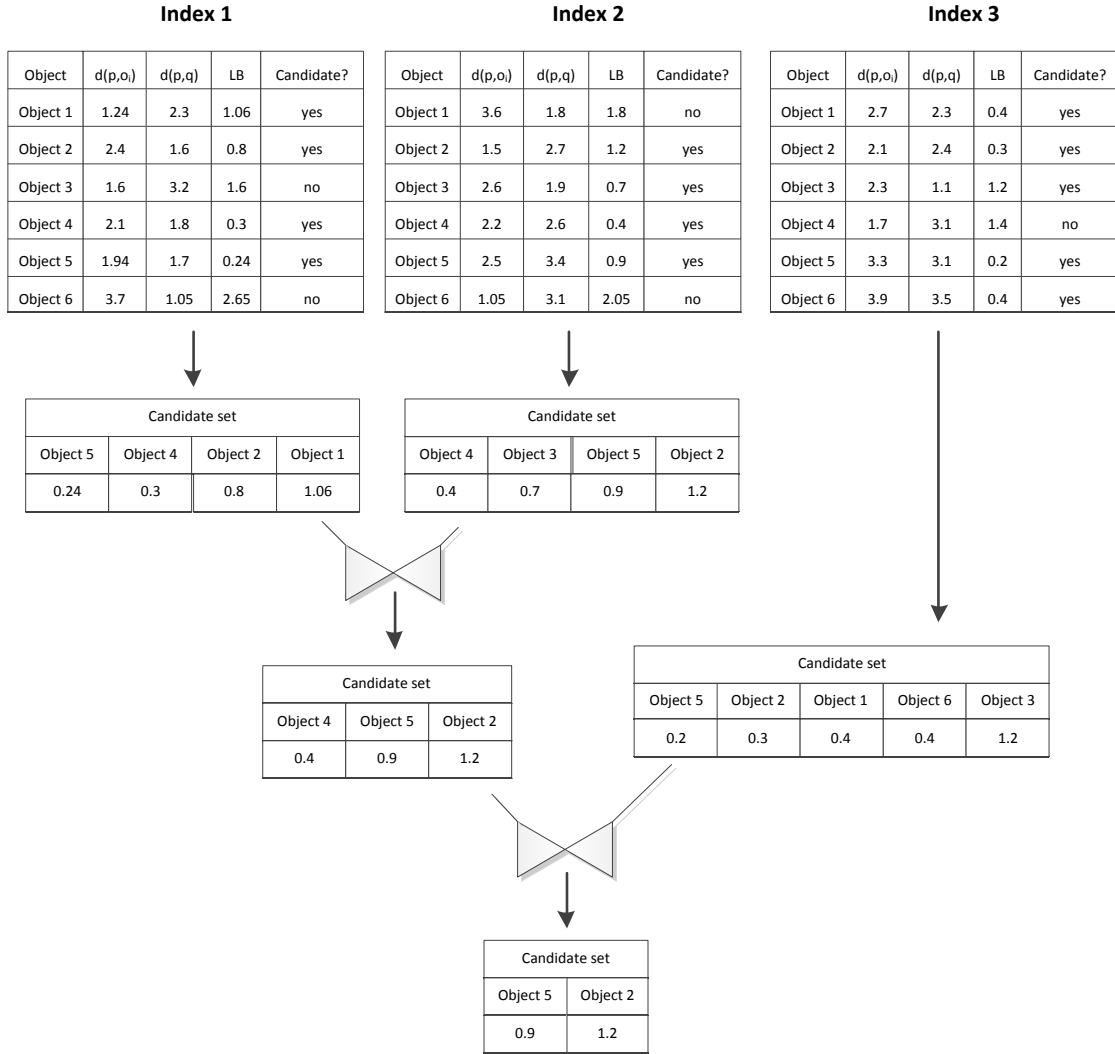 Index 1
Index 2
Index 3
Object d(p,oᵢ) d(p,q) LB Candidate?
Object 1 1.24 2.3 1.06 yes
Object 2 2.4 1.6 0.8 yes
Object 3 1.6 3.2 1.6 no
Object 4 2.1 1.8 0.3 yes
Object 5 1.94 1.7 0.24 yes
Object 6 3.7 1.05 2.65 no
Object d(p,oᵢ) d(p,q) LB Candidate?
Object 1 3.6 1.8 1.8 no
Object 2 1.5 2.7 1.2 yes
Object 3 2.6 1.9 0.7 yes
Object 4 2.2 2.6 0.4 yes
Object 5 2.5 3.4 0.9 yes
Object 6 1.05 3.1 2.05 no
Object d(p,oᵢ) d(p,q) LB Candidate?
Object 1 2.7 2.3 0.4 yes
Object 2 2.1 2.4 0.3 yes
Object 3 2.3 1.1 1.2 yes
Object 4 1.7 3.1 1.4 no
Object 5 3.3 3.1 0.2 yes
Object 6 3.9 3.5 0.4 yes
Candidate set
Object 5 Object 4 Object 2 Object 1
0.24 0.3 0.8 1.06
Candidate set
Object 4 Object 3 Object 5 Object 2
0.4 0.7 0.9 1.2
Candidate set
Object 4 Object 5 Object 2
0.4 0.9 1.2
Candidate set
Object 5 Object 2 Object 1 Object 6 Object 3
0.2 0.3 0.4 0.4 1.2
Candidate set
Object 5 Object 2
0.9 1.2